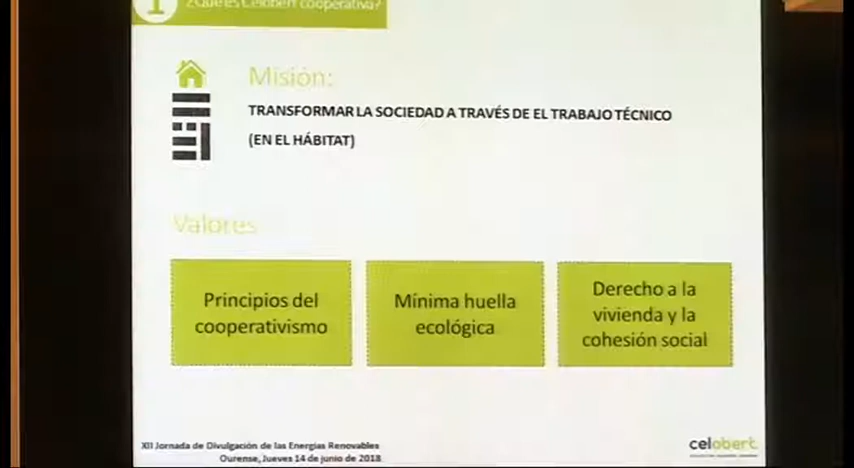 1
¿Qué es Celobert cooperativa?
Misión:
TRANSFORMAR LA SOCIEDAD A TRAVÉS DE EL TRABAJO TÉCNICO
(EN EL HÁBITAT)
Valores
Principios del
cooperativismo
Mínima huella
ecológica
Derecho a la
vivienda y la
cohesión social
XII Jornada de Divulgación de las Energias Renovables
Ourense, Jueves 14 de junio de 2018
celobert.